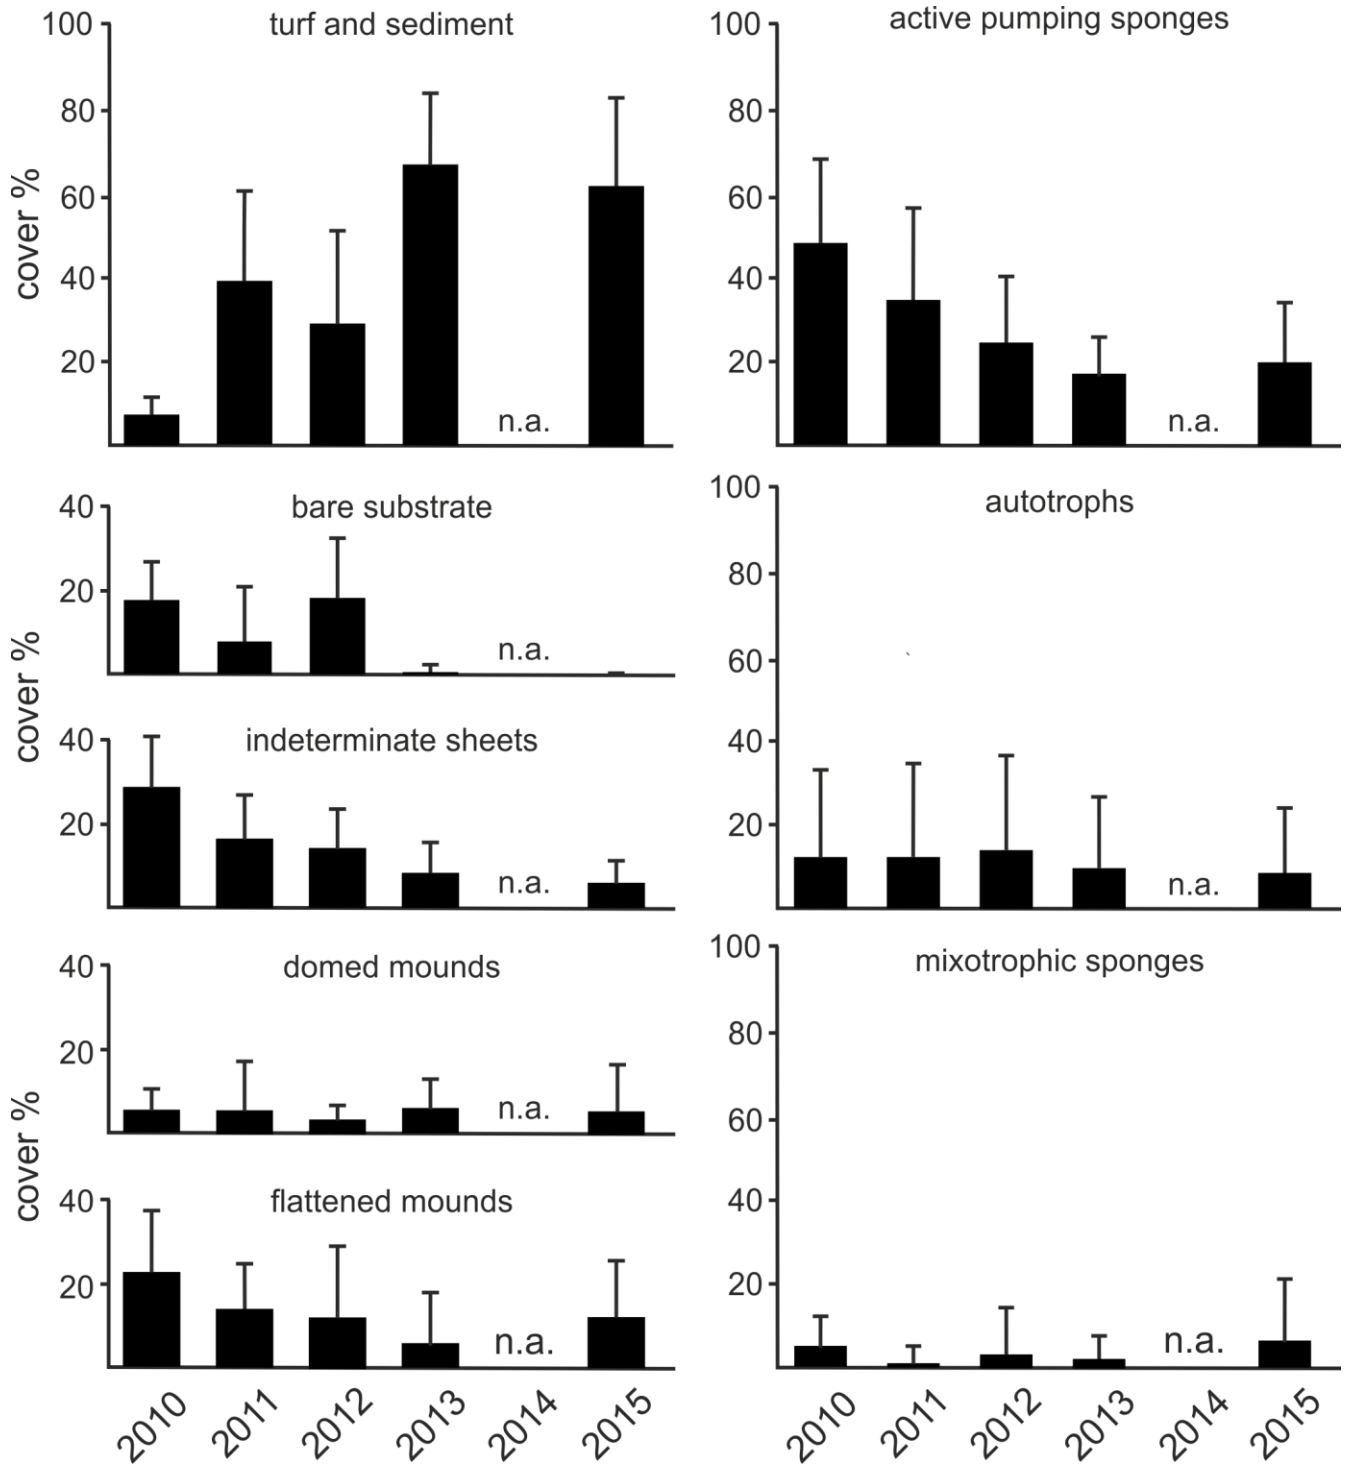 turf and sediment
100
80
60
40
20
cover %
n.a.
active pumping sponges
100
80
60
40
20
n.a.
bare substrate
40
20
n.a.
cover %
indeterminate sheets
40
20
n.a.
autotrophs
100
80
60
40
20
n.a.
domed mounds
40
20
n.a.
cover %
flattened mounds
40
20
n.a.
2010
2011
2012
2013
2014
2015
mixotrophic sponges
100
80
60
40
20
n.a.
2010
2011
2012
2013
2014
2015